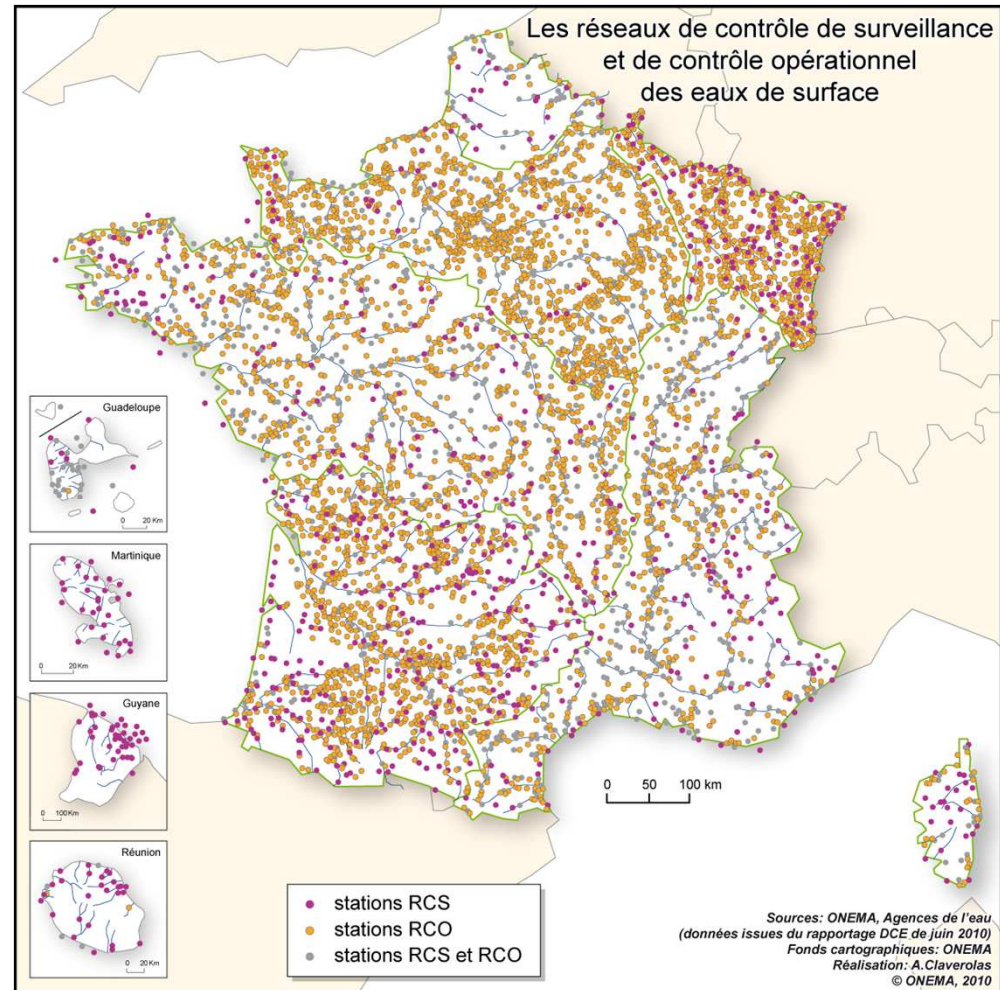 Les réseaux de contrôle de surveillance
et de contrôle opérationnel
des eaux de surface
Guadeloupe
0 20 Km
Martinique
0 20 Km
Guyane
0 100 Km
Réunion
0 20 Km
0 50 100 km
stations RCS
stations RCO
stations RCS et RCO
Sources: ONEMA, Agences de l'eau
(données issues du rapportage DCE de juin 2010)
Fonds cartographiques: ONEMA
Réalisation: A.Claverolas
© ONEMA, 2010